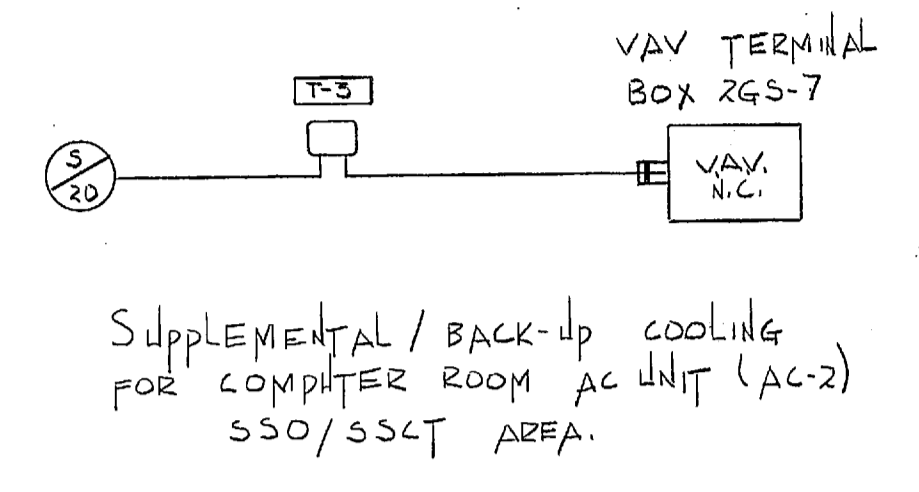 VAV TERMINAL
BOX 2GS-7
T-3
S
20
V.A.V.
N.C.
SUPPLEMENTAL / BACK-UP COOLING
FOR COMPUTER ROOM AC UNIT (AC-2)
SSO/SSCT AREA.